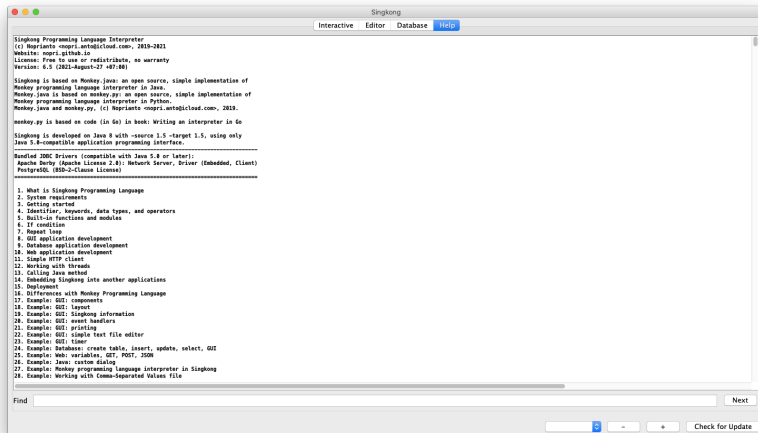 Singkong
Interactive Editor Database Help
Singkong Programming Language Interpreter
(c) Noprianto <nopri.anto@icloud.com>, 2019-2021
Website: nopri.github.io
License: Free to use or redistribute, no warranty
Version: 6.5 (2021-August-27 +07:00)
Singkong is based on Monkey.java: an open source, simple implementation of
Monkey programming language interpreter in Java.
Monkey.java is based on monkey.py: an open source, simple implementation of
Monkey programming language interpreter in Python.
Monkey.java and monkey.py, (c) Noprianto <nopri.anto@icloud.com>, 2019.
monkey.py is based on code (in Go) in book: Writing an interpreter in Go
Singkong is developed on Java 8 with -source 1.5 -target 1.5, using only
Java 5.0-compatible application programming interface.
Bundled JDBC Drivers (compatible with Java 5.0 or later):
Apache Derby (Apache License 2.0): Network Server, Driver (Embedded, Client)
PostgreSQL (BSD-2-Clause License)
1. What is Singkong Programming Language
2. System requirements
3. Getting started
4. Identifier, keywords, data types, and operators
5. Built-in functions and modules
6. If condition
7. Repeat loop
8. GUI application development
9. Database application development
10. Web application development
11. Simple HTTP client
12. Working with threads
13. Calling Java method
14. Embedding Singkong into another applications
15. Deployment
16. Differences with Monkey Programming Language
17. Example: GUI: components
18. Example: GUI: layout
19. Example: GUI: Singkong information
20. Example: GUI: event handlers
21. Example: GUI: printing
22. Example: GUI: simple text file editor
23. Example: GUI: timer
24. Example: Database: create table, insert, update, select, GUI
25. Example: Web: variables, GET, POST, JSON
26. Example: Java: custom dialog
27. Example: Monkey programming language interpreter in Singkong
28. Example: Working with Comma-Separated Values file
Find Next
- + Check for Update